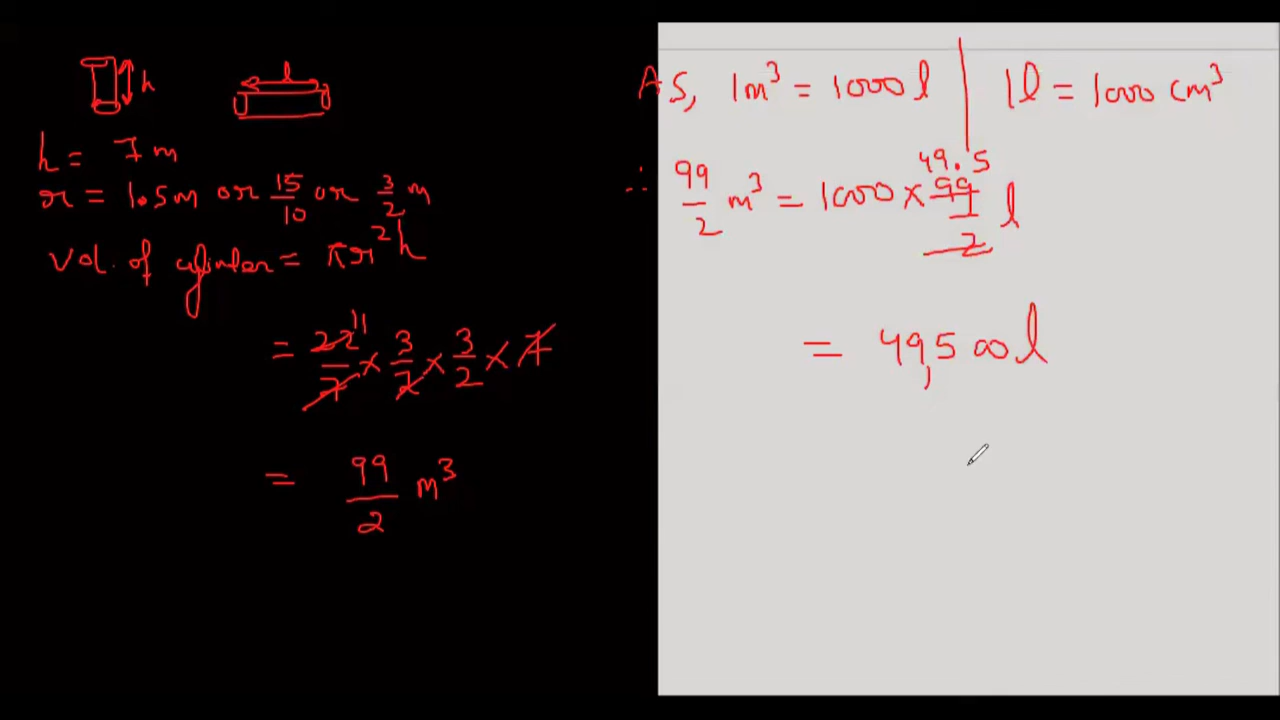 h
l
h = 7 m
r = 1.5m or 15/10 or 3/2 m
Vol. of cylinder = πr²h
= 22/7 × 3/2 × 3/2 × 7
11
= 99/2 m³
AS, 1m³ = 1000 l | 1l = 1000 cm³
49.5
∴ 99/2 m³ = 1000 × 99/2 l
= 49,500 l